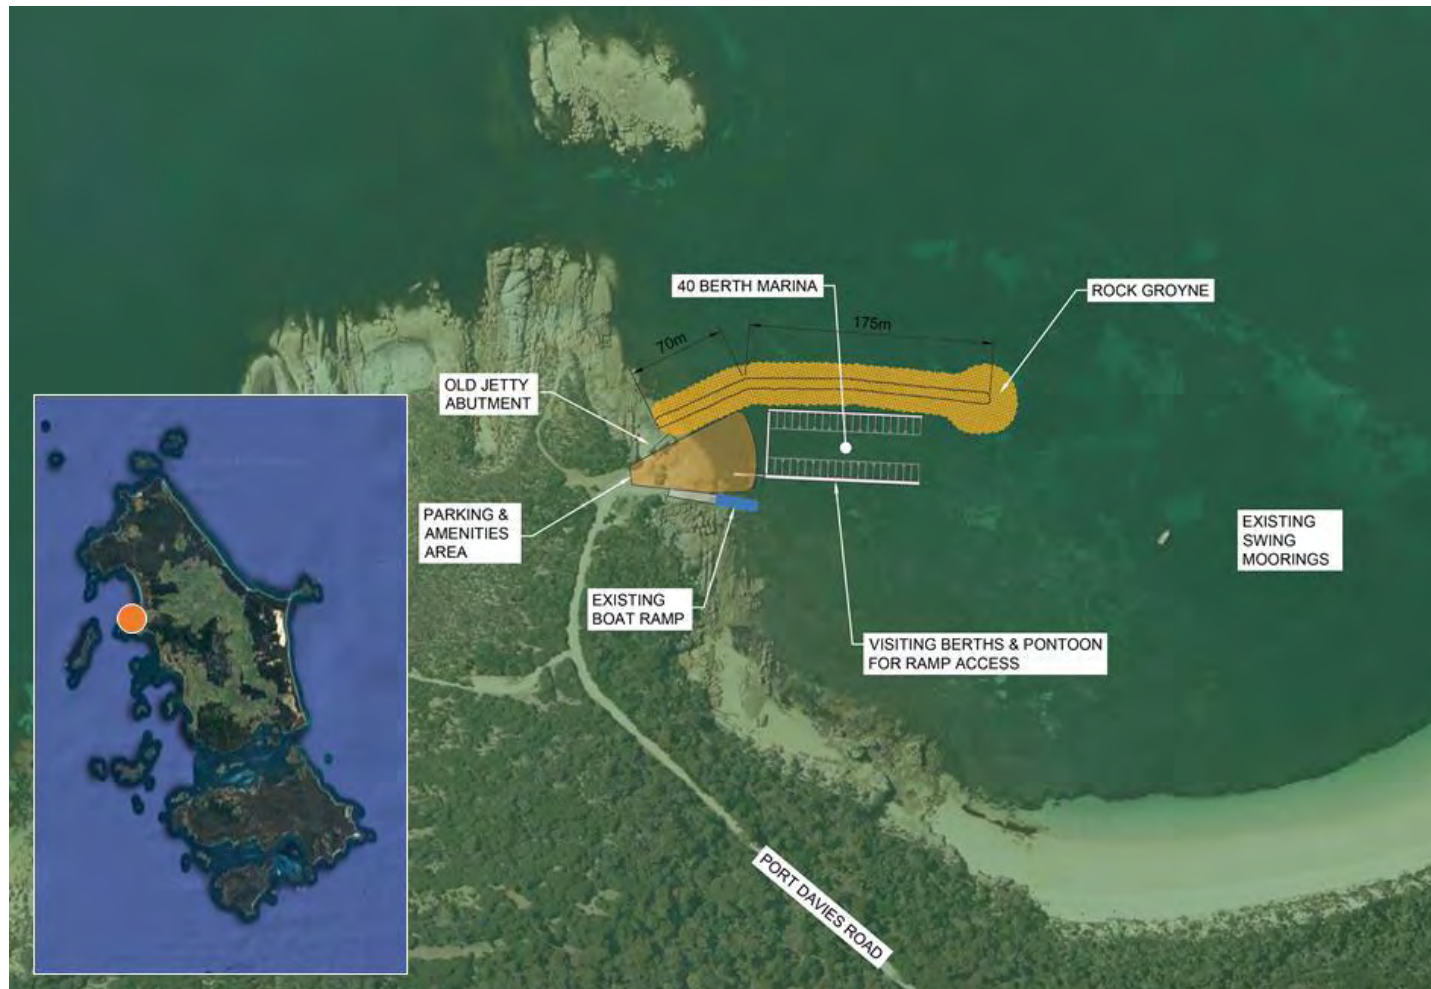 40 BERTH MARINA
ROCK GROYNE
175m
70m
OLD JETTY
ABUTMENT
PARKING &
AMENITIES
AREA
EXISTING
SWING
MOORINGS
EXISTING
BOAT RAMP
VISITING BERTHS & PONTOON
FOR RAMP ACCESS
PORT DAVIES ROAD